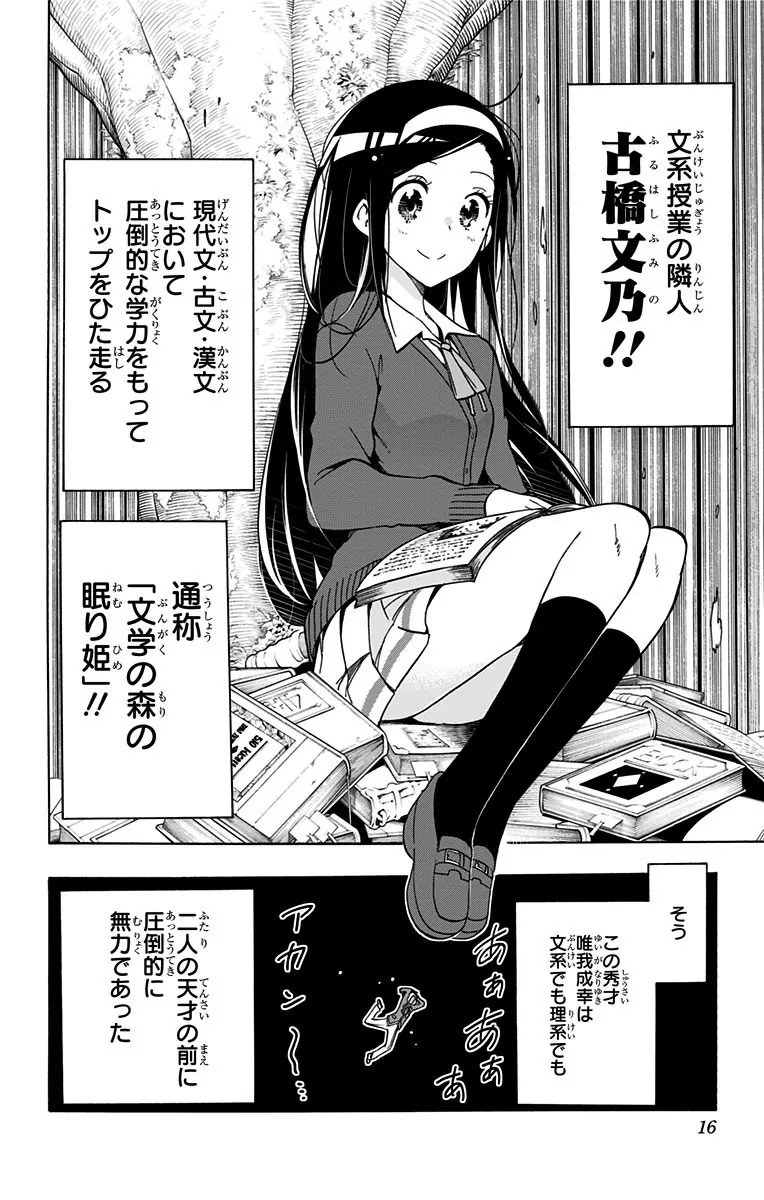 文系授業の隣人
古橋文乃!!
現代文・古文・漢文
において
圧倒的な学力をもって
トップをひた走る
通称
「文学の森の
眠り姫」!!
BOOK
そう
この秀才
唯我成幸は
文系でも理系でも
あぁあぁぁ
アカン〜〜…
二人の天才の前に
圧倒的に
無力であった
16